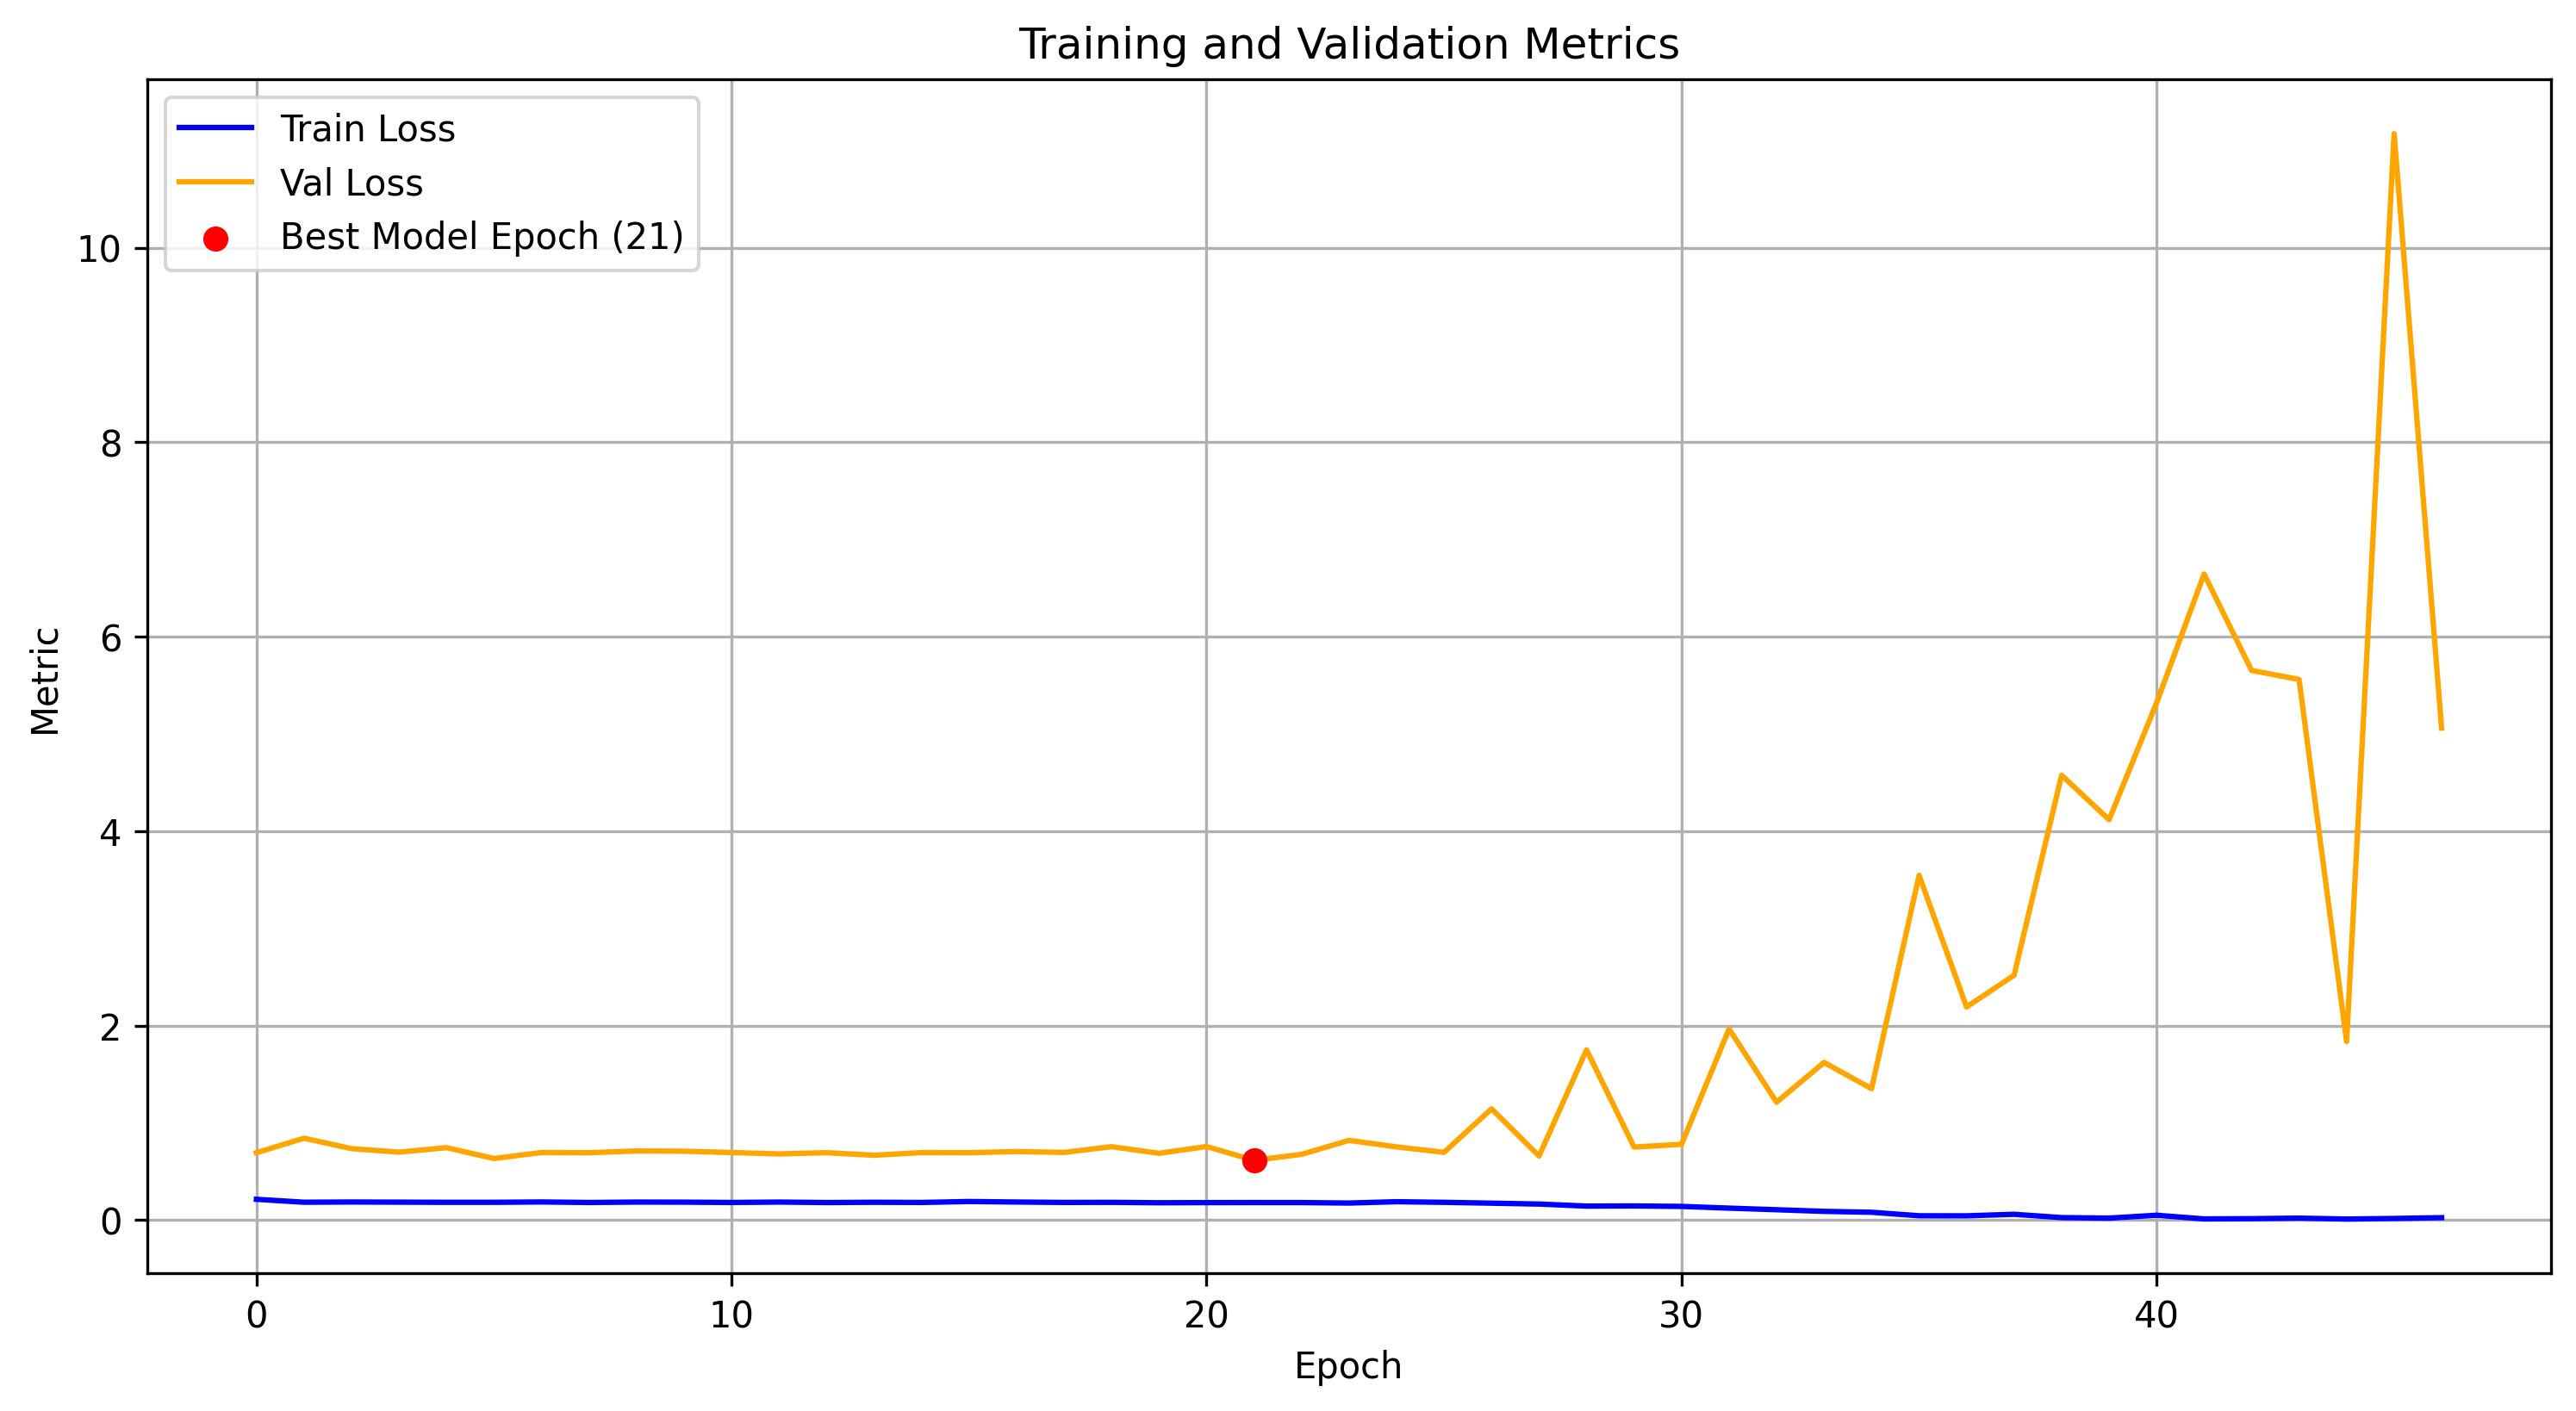 Training and Validation Metrics
Train Loss
Val Loss
Best Model Epoch (21)
10
8
6
4
2
0
Metric
0 10 20 30 40
Epoch